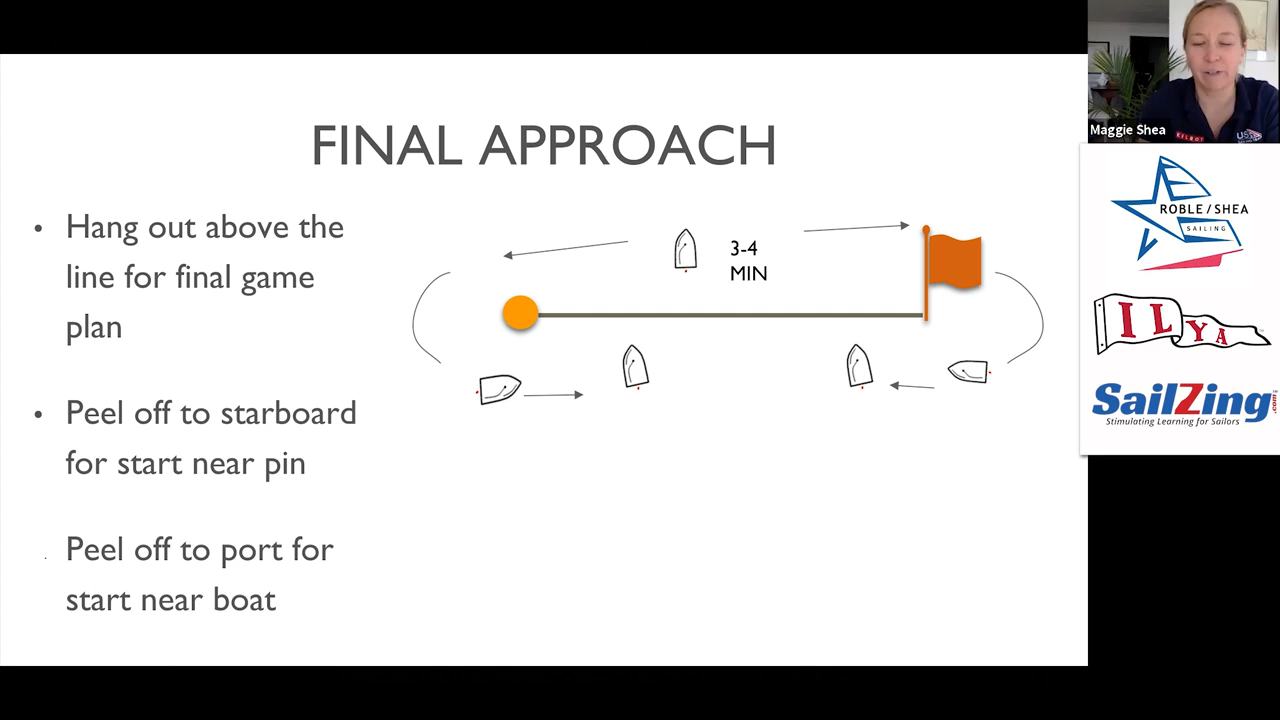 FINAL APPROACH
Hang out above the
line for final game
plan
Peel off to starboard
for start near pin
Peel off to port for
start near boat
3-4
MIN
Maggie Shea
ROBLE / SHEA
SAILING
ILYA
SailZing.com
Stimulating Learning for Sailors